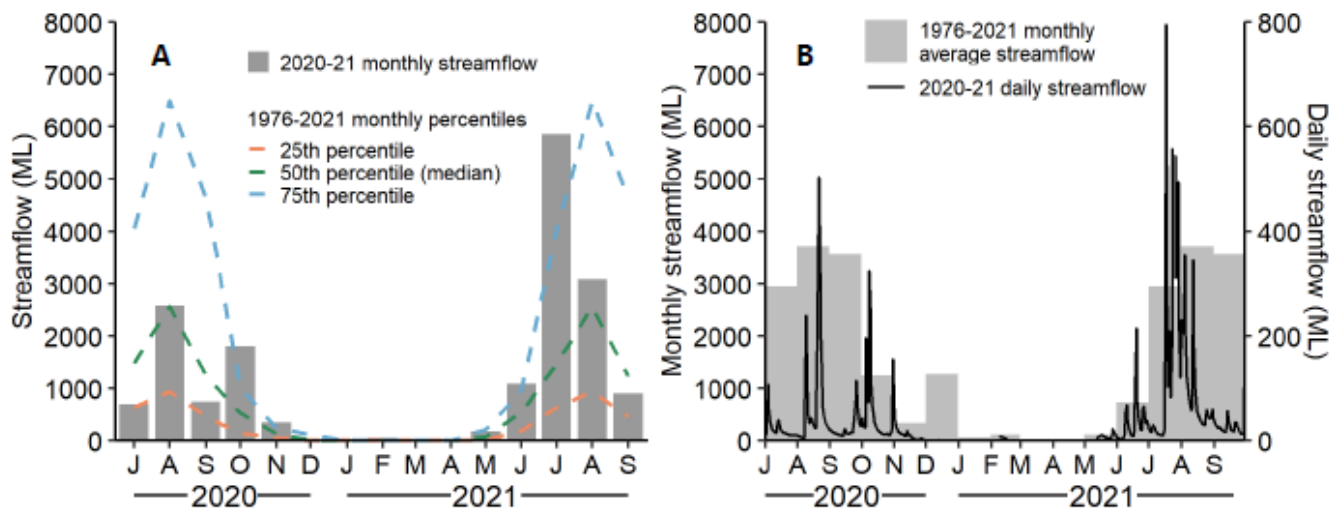 A
2020-21 monthly streamflow
1976-2021 monthly percentiles
25th percentile
50th percentile (median)
75th percentile
Streamflow (ML)
8000
7000
6000
5000
4000
3000
2000
1000
0
J A S O N D J F M A M J J A S
2020 2021
B
1976-2021 monthly
average streamflow
2020-21 daily streamflow
Monthly streamflow (ML)
8000
7000
6000
5000
4000
3000
2000
1000
0
Daily streamflow (ML)
800
600
400
200
0
J A S O N D J F M A M J J A S
2020 2021